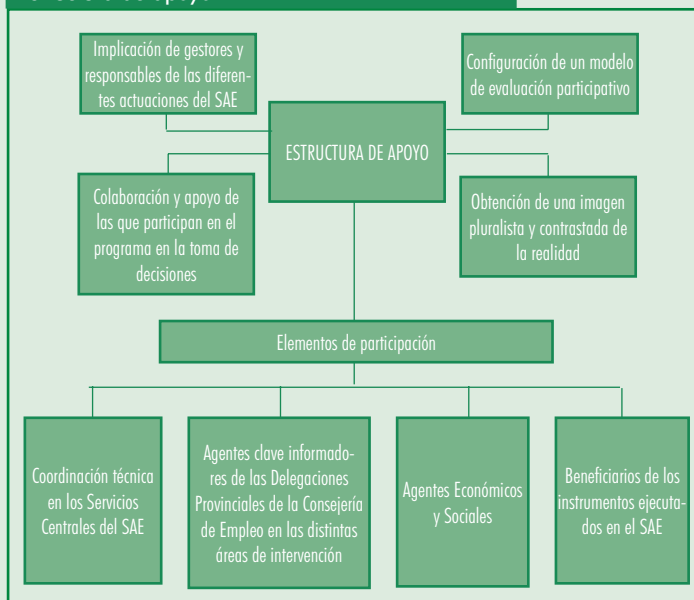 Implicación de gestores y
responsables de las diferen-
tes actuaciones del SAE
Configuración de un modelo
de evaluación participativo
ESTRUCTURA DE APOYO
Colaboración y apoyo de
las que participan en el
programa en la toma de
decisiones
Obtención de una imagen
pluralista y contrastada de
la realidad
Elementos de participación
Coordinación técnica
en los Servicios
Centrales del SAE
Agentes clave informado-
res de las Delegaciones
Provinciales de la Consejería
de Empleo en las distintas
áreas de intervención
Agentes Económicos
y Sociales
Beneficiarios de los
instrumentos ejecuta-
dos en el SAE